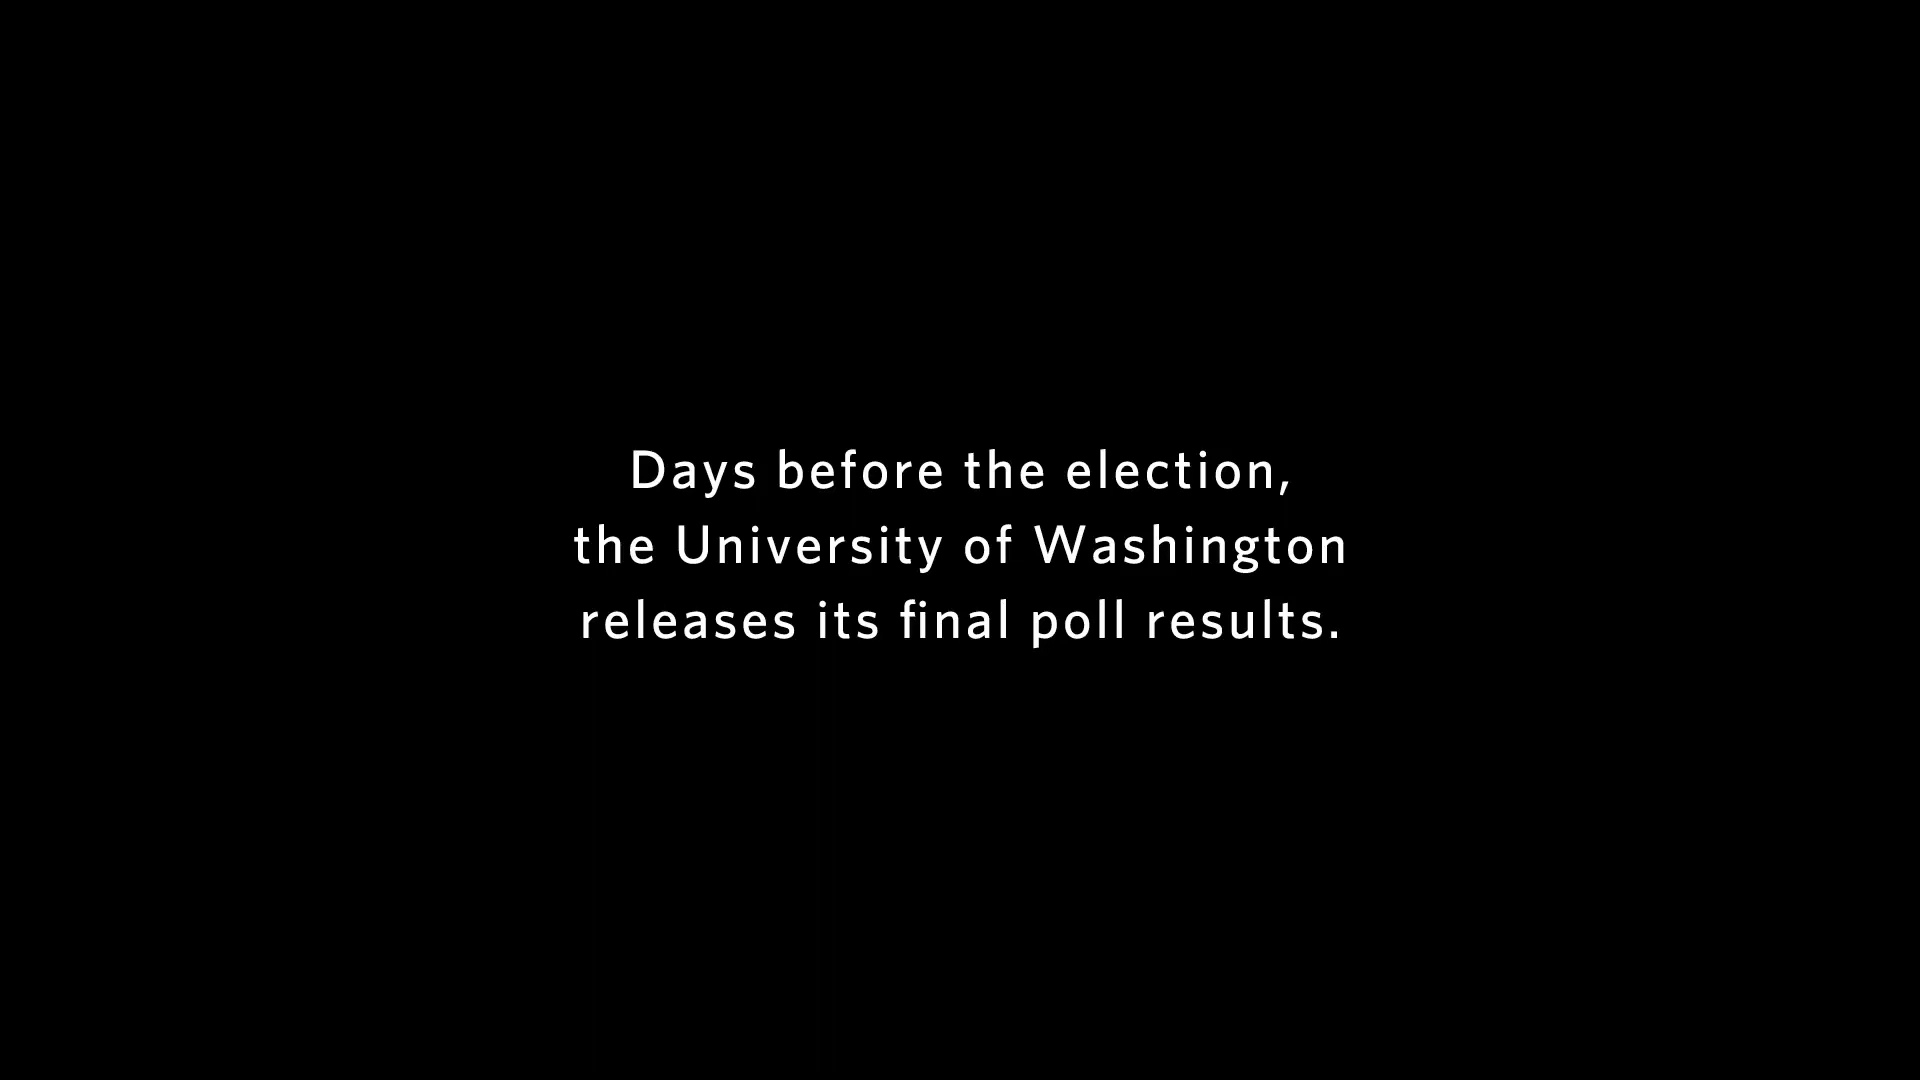 Days before the election,
the University of Washington
releases its final poll results.